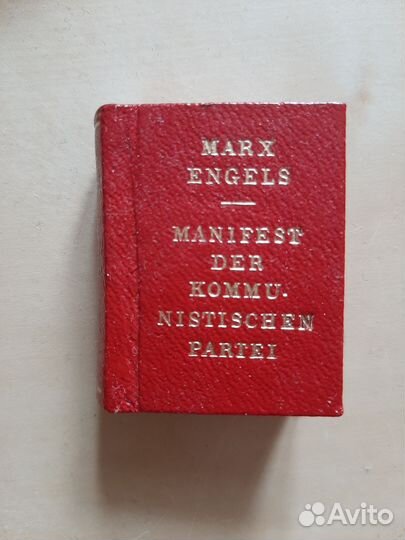 MARX
ENGELS
MANIFEST
DER
KOMMU-
NISTISCHEN
PARTEI
Avito